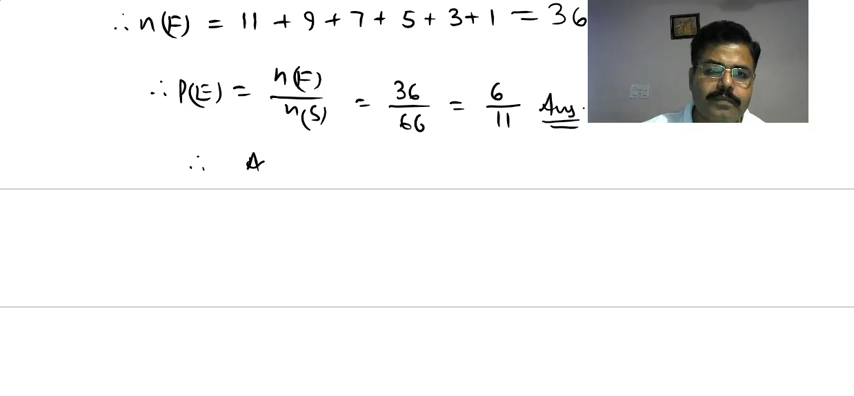 ∴ n(E) = 11 + 9 + 7 + 5 + 3 + 1 = 36
∴ P(E) = n(E)/n(S) = 36/66 = 6/11 Ans.
∴ A